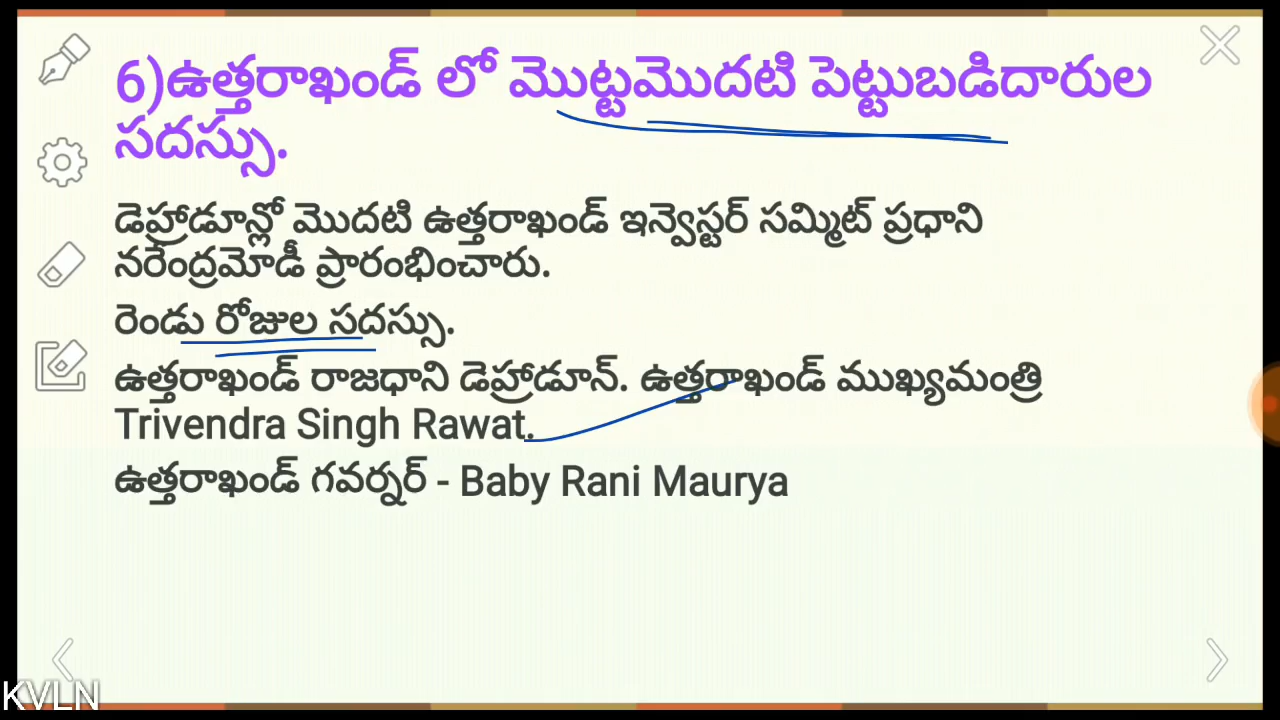 6)ఉత్తరాఖండ్ లో మొట్టమొదటి పెట్టుబడిదారుల
సదస్సు.
డెహ్రాడూన్లో మొదటి ఉత్తరాఖండ్ ఇన్వెస్టర్ సమ్మిట్ ప్రధాని
నరేంద్రమోడీ ప్రారంభించారు.
రెండు రోజుల సదస్సు.
ఉత్తరాఖండ్ రాజధాని డెహ్రాడూన్. ఉత్తరాఖండ్ ముఖ్యమంత్రి
Trivendra Singh Rawat.
ఉత్తరాఖండ్ గవర్నర్ - Baby Rani Maurya
KVLN